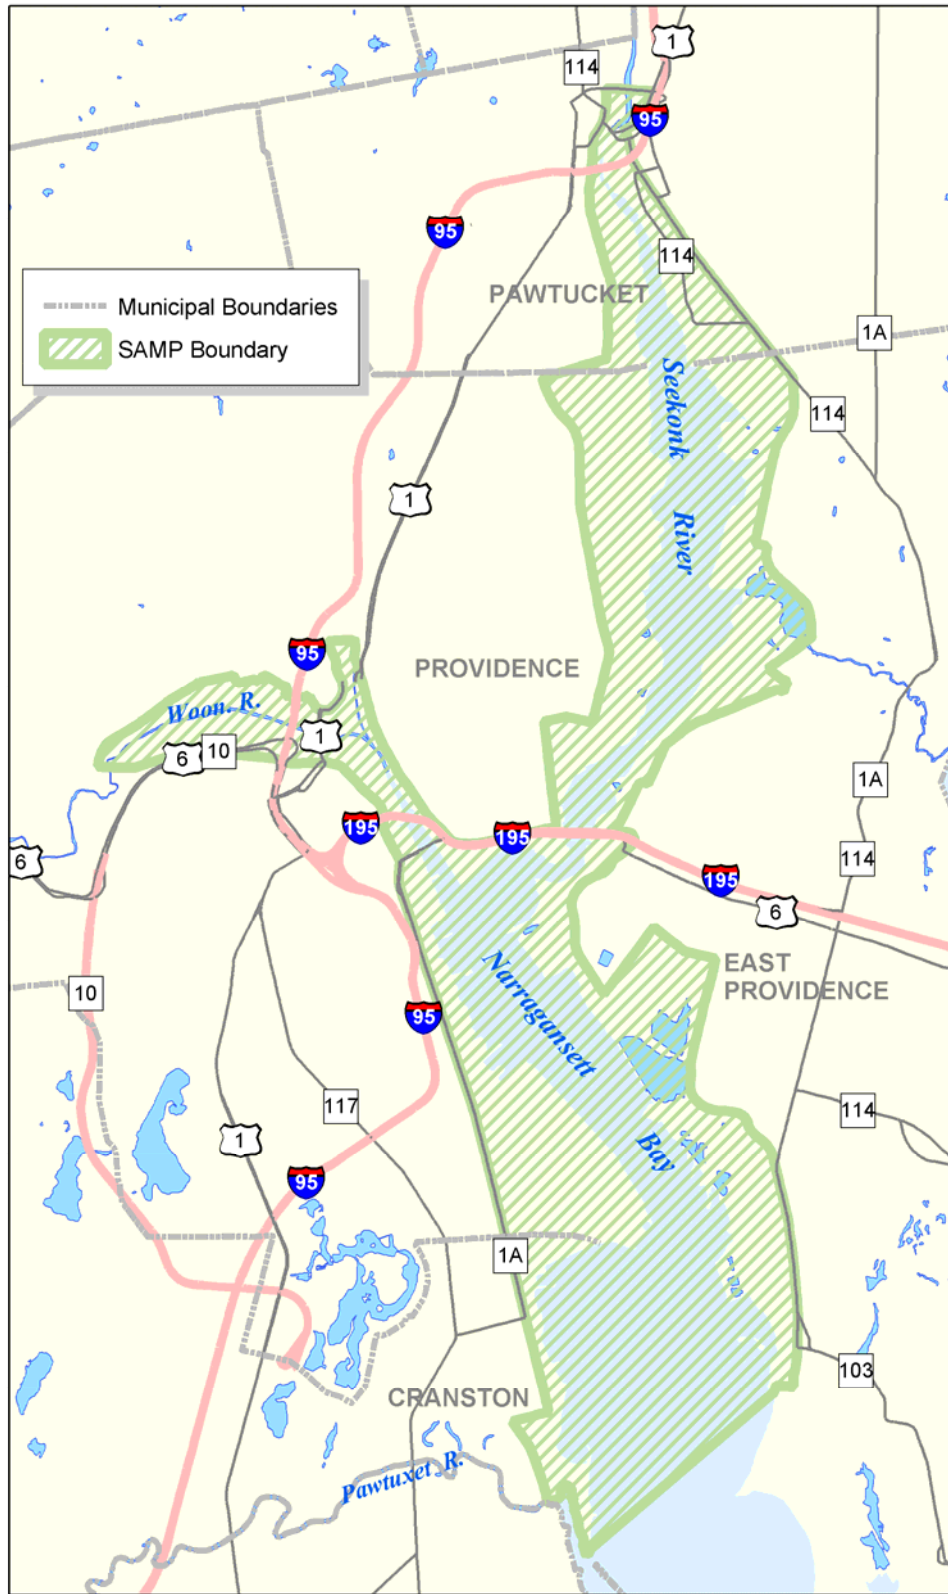 1
114
95
95
114
PAWTUCKET
Municipal Boundaries
SAMP Boundary
1A
Seekonk
114
1
River
95
PROVIDENCE
Woon. R.
1
6
10
1A
195
195
6
114
195
6
EAST
PROVIDENCE
Narragansett
10
95
117
114
1
Bay
95
1A
103
CRANSTON
Pawtuxet R.